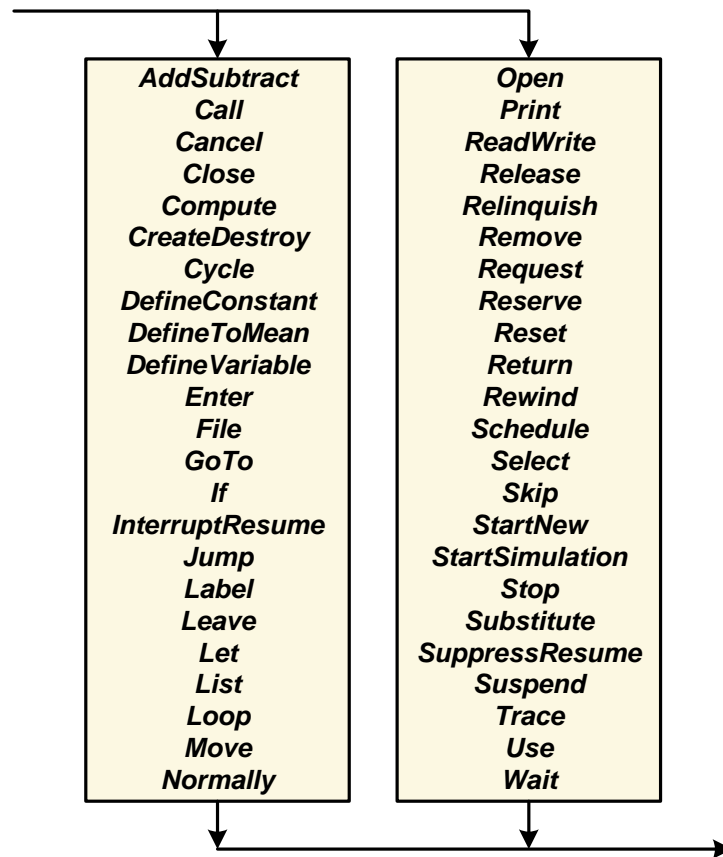 AddSubtract
Call
Cancel
Close
Compute
CreateDestroy
Cycle
DefineConstant
DefineToMean
DefineVariable
Enter
File
GoTo
If
InterruptResume
Jump
Label
Leave
Let
List
Loop
Move
Normally
Open
Print
ReadWrite
Release
Relinquish
Remove
Request
Reserve
Reset
Return
Rewind
Schedule
Select
Skip
StartNew
StartSimulation
Stop
Substitute
SuppressResume
Suspend
Trace
Use
Wait